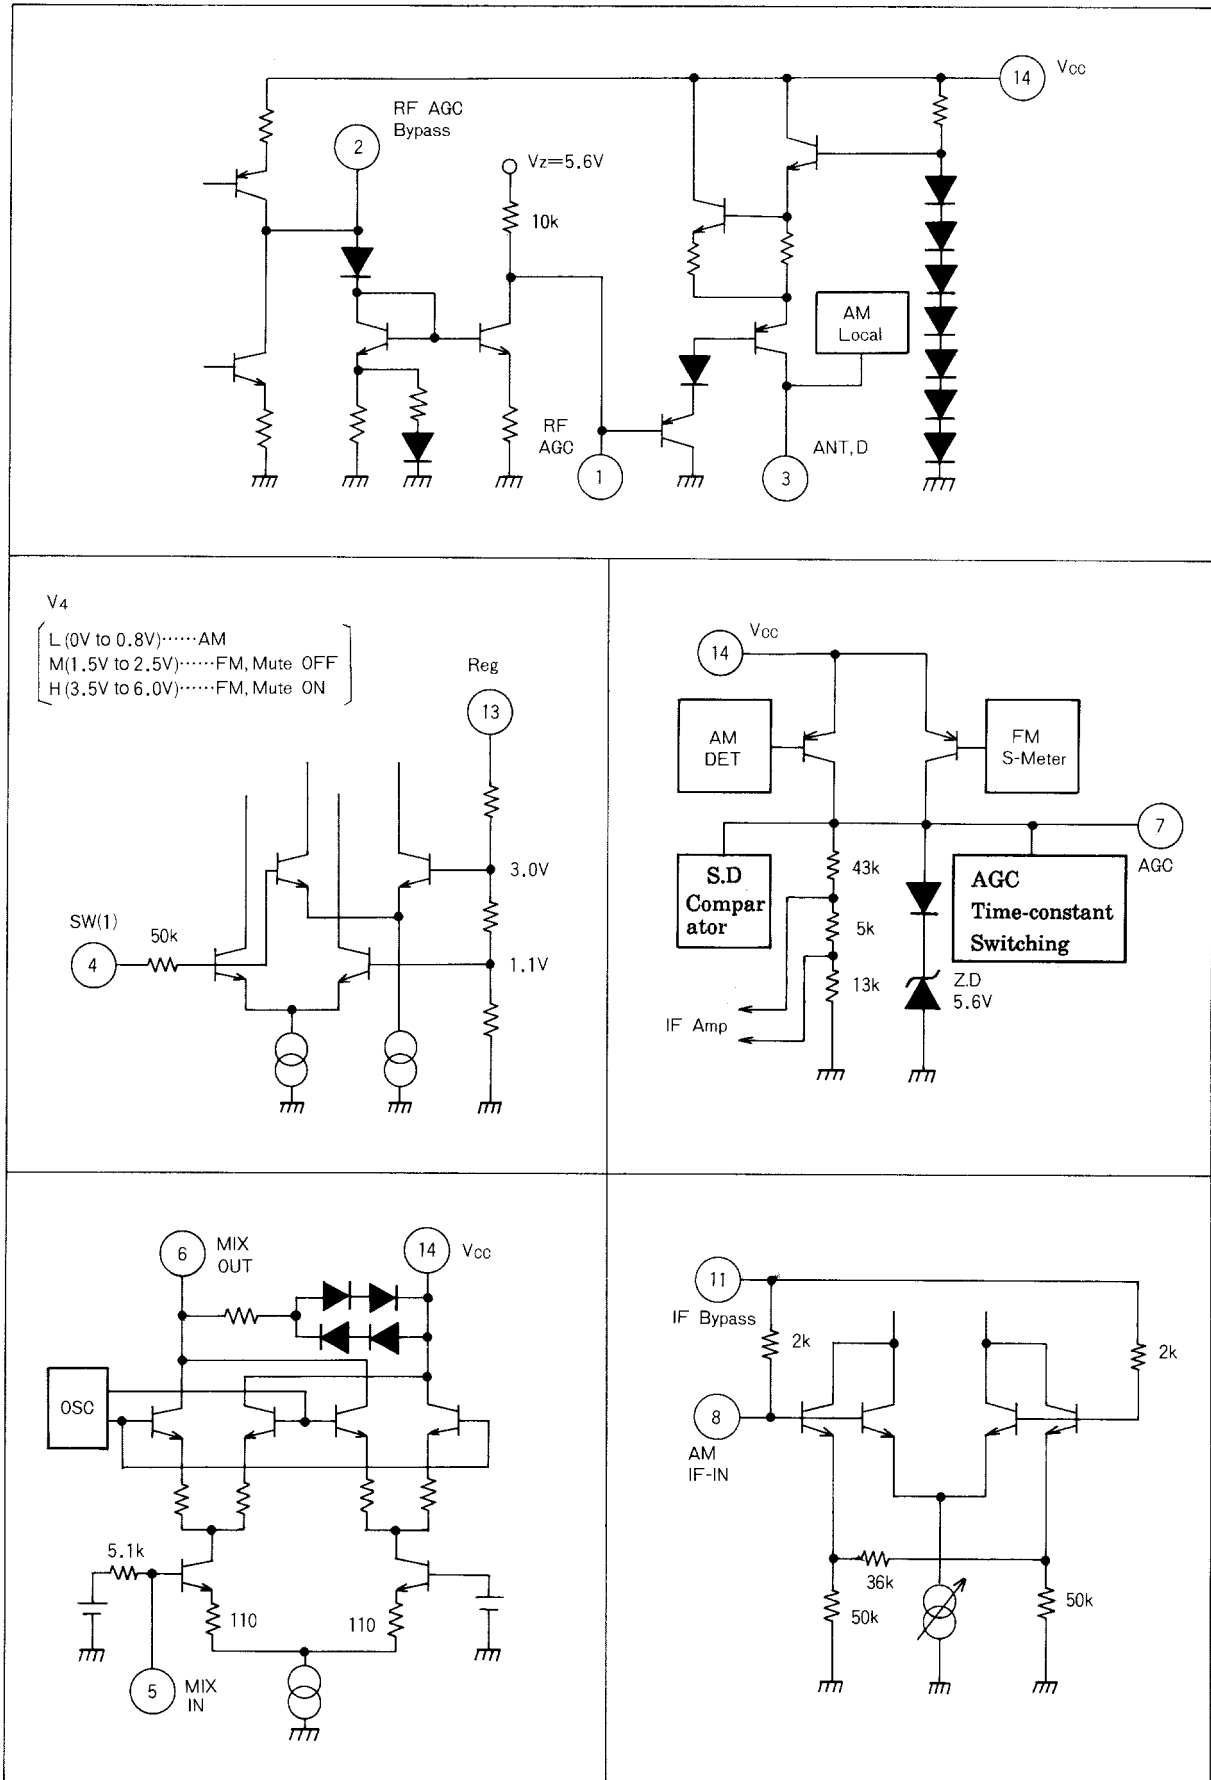 14
Vcc
RF AGC
Bypass
2
Vz=5.6V
10k
AM
Local
RF
AGC
1
3
ANT,D
V4
L (0V to 0.8V)······AM
M(1.5V to 2.5V)······FM, Mute OFF
H (3.5V to 6.0V)······FM, Mute ON
Reg
13
3.0V
SW(1)
4
50k
1.1V
Vcc
14
AM
DET
FM
S-Meter
7
AGC
S.D
Compar
ator
43k
5k
13k
AGC
Time-constant
Switching
Z.D
5.6V
IF Amp
6
MIX
OUT
14
Vcc
OSC
5.1k
110
110
5
MIX
IN
11
IF Bypass
2k
2k
8
AM
IF-IN
36k
50k
50k